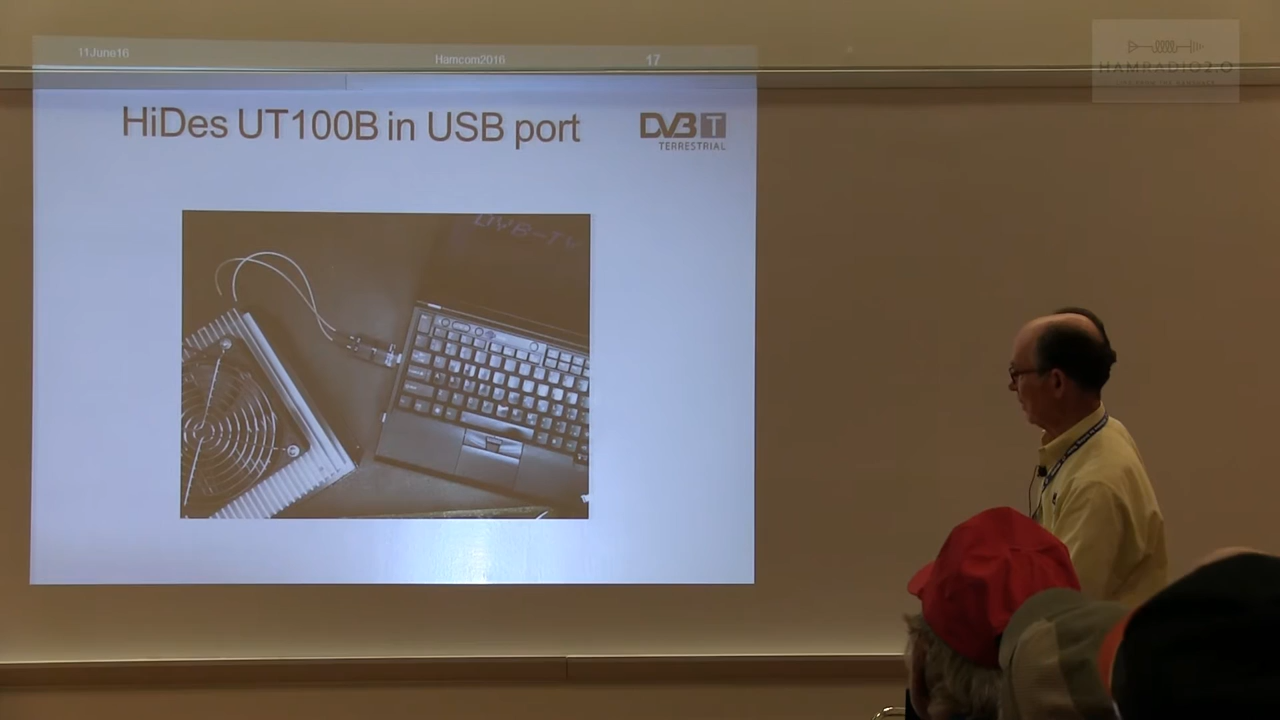 11June16
Hamcom2016
17
HAMRADIO2.0
HiDes UT100B in USB port
DVB T
TERRESTRIAL
DVB-TV